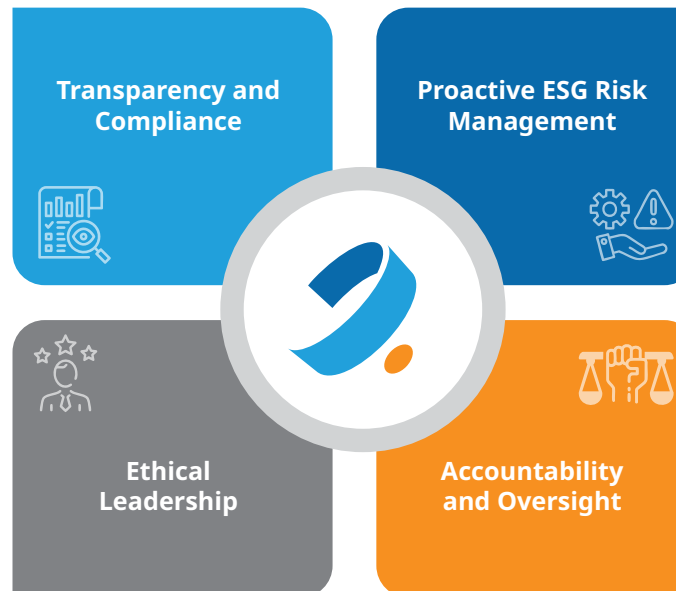 Transparency and
Compliance
Proactive ESG Risk
Management
Ethical
Leadership
Accountability
and Oversight